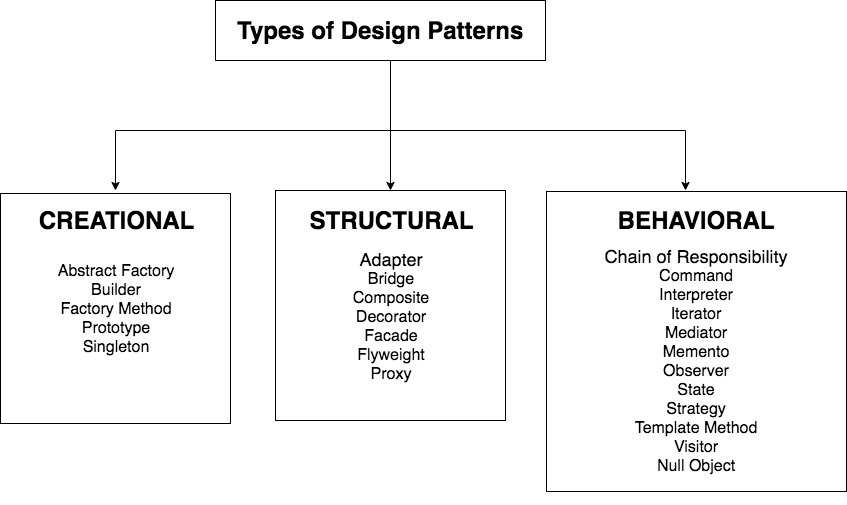 Types of Design Patterns
CREATIONAL
Abstract Factory
Builder
Factory Method
Prototype
Singleton
STRUCTURAL
Adapter
Bridge
Composite
Decorator
Facade
Flyweight
Proxy
BEHAVIORAL
Chain of Responsibility
Command
Interpreter
Iterator
Mediator
Memento
Observer
State
Strategy
Template Method
Visitor
Null Object